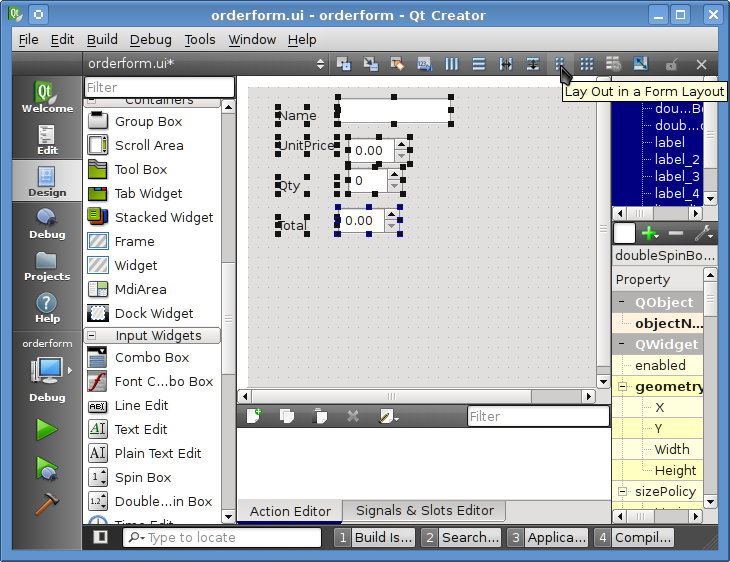 orderform.ui - orderform - Qt Creator
File Edit Build Debug Tools Window Help
orderform.ui*
Lay Out in a Form Layout
Qt
Welcome
Edit
Design
Debug
Projects
Help
orderform
Debug
Filter
Containers
Group Box
Scroll Area
Tool Box
Tab Widget
Stacked Widget
Frame
Widget
MdiArea
Dock Widget
Input Widgets
Combo Box
Font C...bo Box
Line Edit
Text Edit
Plain Text Edit
Spin Box
Double...in Box
Time Edit
Name
UnitPrice 0.00
Qty 0
Total 0.00
Filter
Action Editor Signals & Slots Editor
dou...B
doub...
label
label_2
label_3
label_4
doubleSpinBo...
Property
QObject
objectN...
QWidget
enabled
geometry
X
Y
Width
Height
sizePolicy
Type to locate
1 Build Is...
2 Search...
3 Applica...
4 Compil...